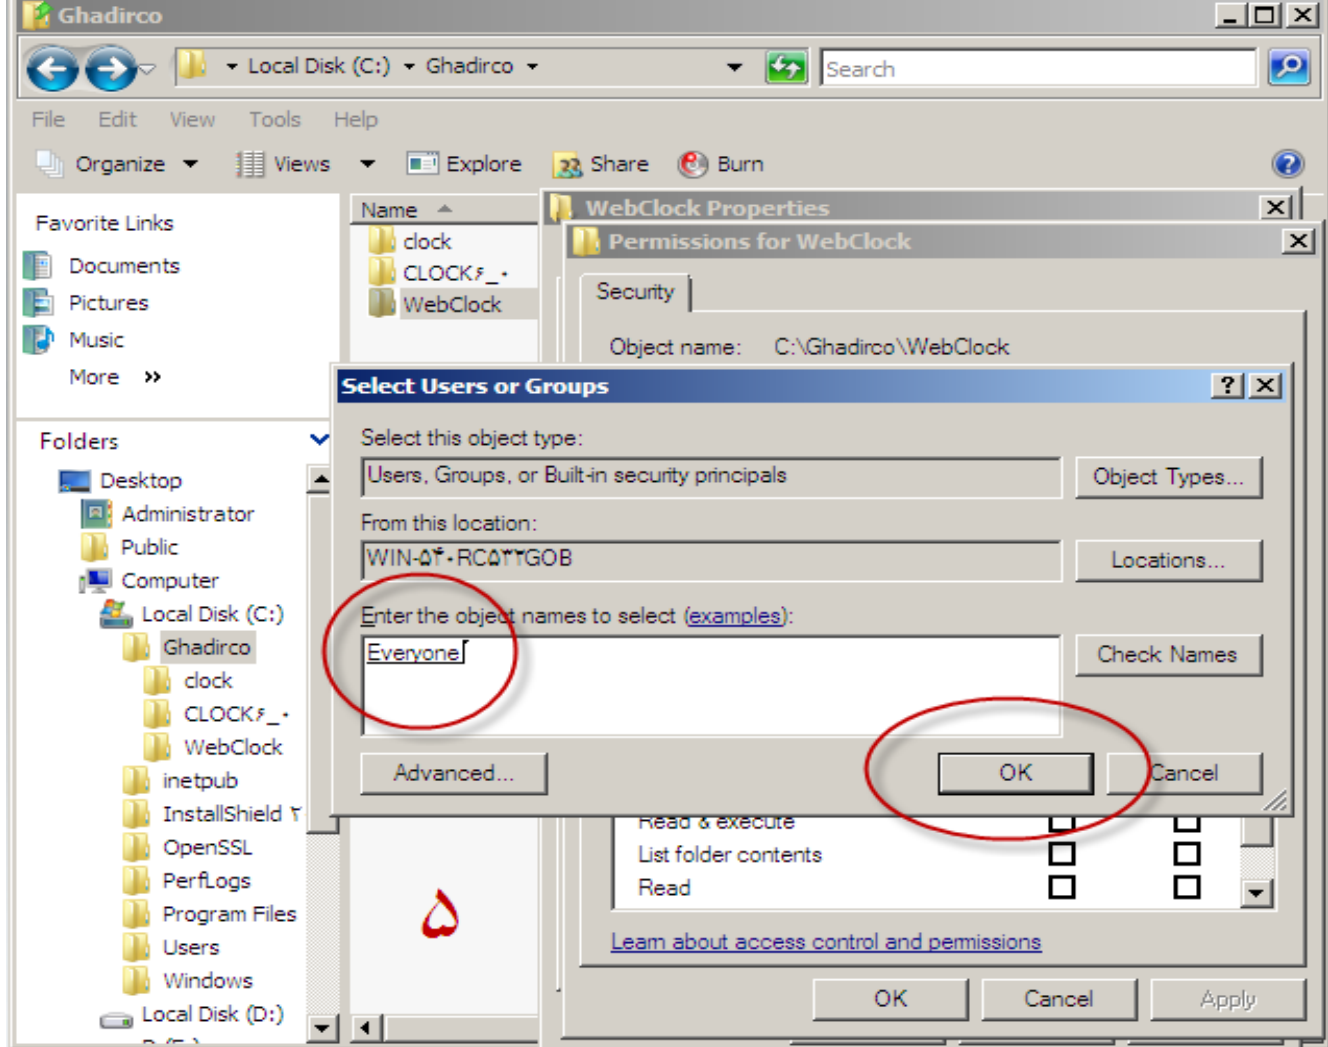 Ghadirco
Local Disk (C:) Ghadirco
Search
File Edit View Tools Help
Organize Views Explore Share Burn
Favorite Links
Documents
Pictures
Music
More
Folders
Desktop
Administrator
Public
Computer
Local Disk (C:)
Ghadirco
clock
CLOCK۶_۰
WebClock
inetpub
InstallShield ۲
OpenSSL
PerfLogs
Program Files
Users
Windows
Local Disk (D:)
Name
clock
CLOCK۶_۰
WebClock
۵
WebClock Properties
Permissions for WebClock
Security
Object name: C:\Ghadirco\WebClock
Select Users or Groups
Select this object type:
Users, Groups, or Built-in security principals
Object Types...
From this location:
WIN-۵۴۰RC۵۳۲GOB
Locations...
Enter the object names to select (examples):
Everyone
Check Names
Advanced...
OK
Cancel
Read & execute
List folder contents
Read
Learn about access control and permissions
OK
Cancel
Apply